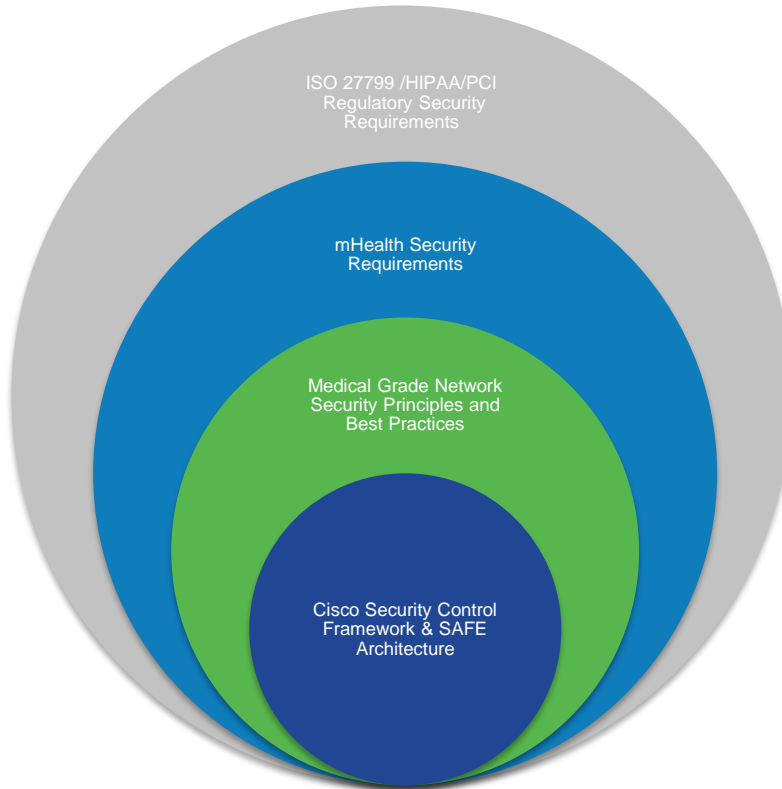 ISO 27799 /HIPAA/PCI
Regulatory Security
Requirements
mHealth Security
Requirements
Medical Grade Network
Security Principles and
Best Practices
Cisco Security Control
Framework & SAFE
Architecture